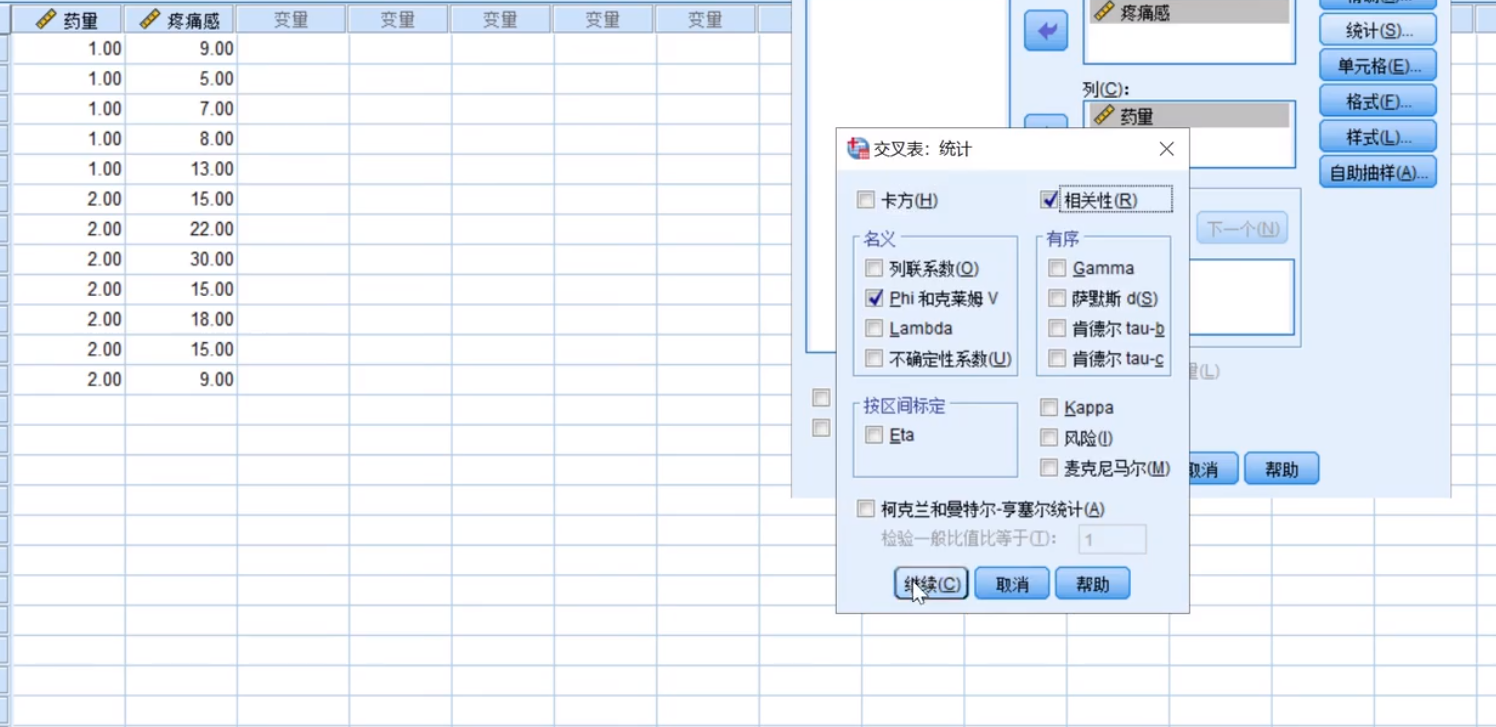 药量 疼痛感 变量 变量 变量 变量 变量
1.00 9.00
1.00 5.00
1.00 7.00
1.00 8.00
1.00 13.00
2.00 15.00
2.00 22.00
2.00 30.00
2.00 15.00
2.00 18.00
2.00 15.00
2.00 9.00
疼痛感
列(C):
药量
统计(S)...
单元格(E)...
格式(F)...
样式(L)...
自助抽样(A)...
下一个(N)
取消 帮助
交叉表：统计
卡方(H) 相关性(R)
名义
列联系数(O)
Phi 和克莱姆 V
Lambda
不确定性系数(U)
有序
Gamma
萨默斯 d(S)
肯德尔 tau-b
肯德尔 tau-c
按区间标定
Eta
Kappa
风险(I)
麦克尼马尔(M)
柯克兰和曼特尔-亨塞尔统计(A)
检验一般比值比等于(T)： 1
继续(C) 取消 帮助